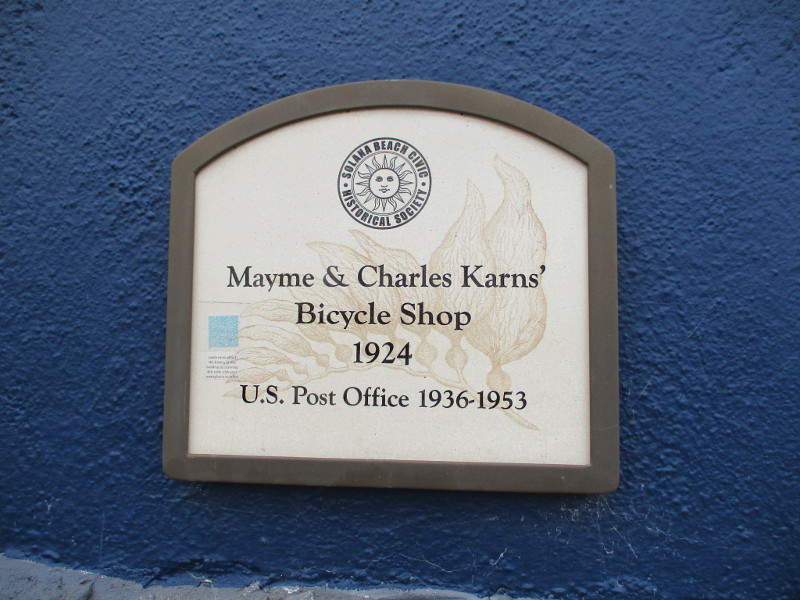 SOLANA BEACH CIVIC
HISTORICAL SOCIETY
Mayme & Charles Karns'
Bicycle Shop
1924
U.S. Post Office 1936-1953